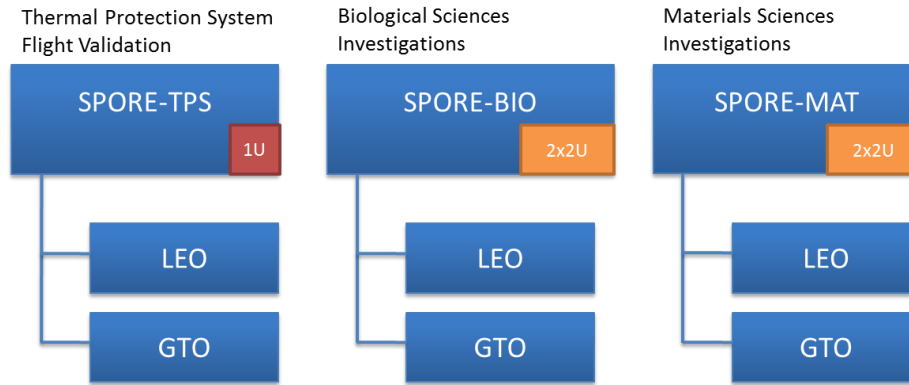 Thermal Protection System
Flight Validation
SPORE-TPS
1U
LEO
GTO
Biological Sciences
Investigations
SPORE-BIO
2x2U
LEO
GTO
Materials Sciences
Investigations
SPORE-MAT
2x2U
LEO
GTO